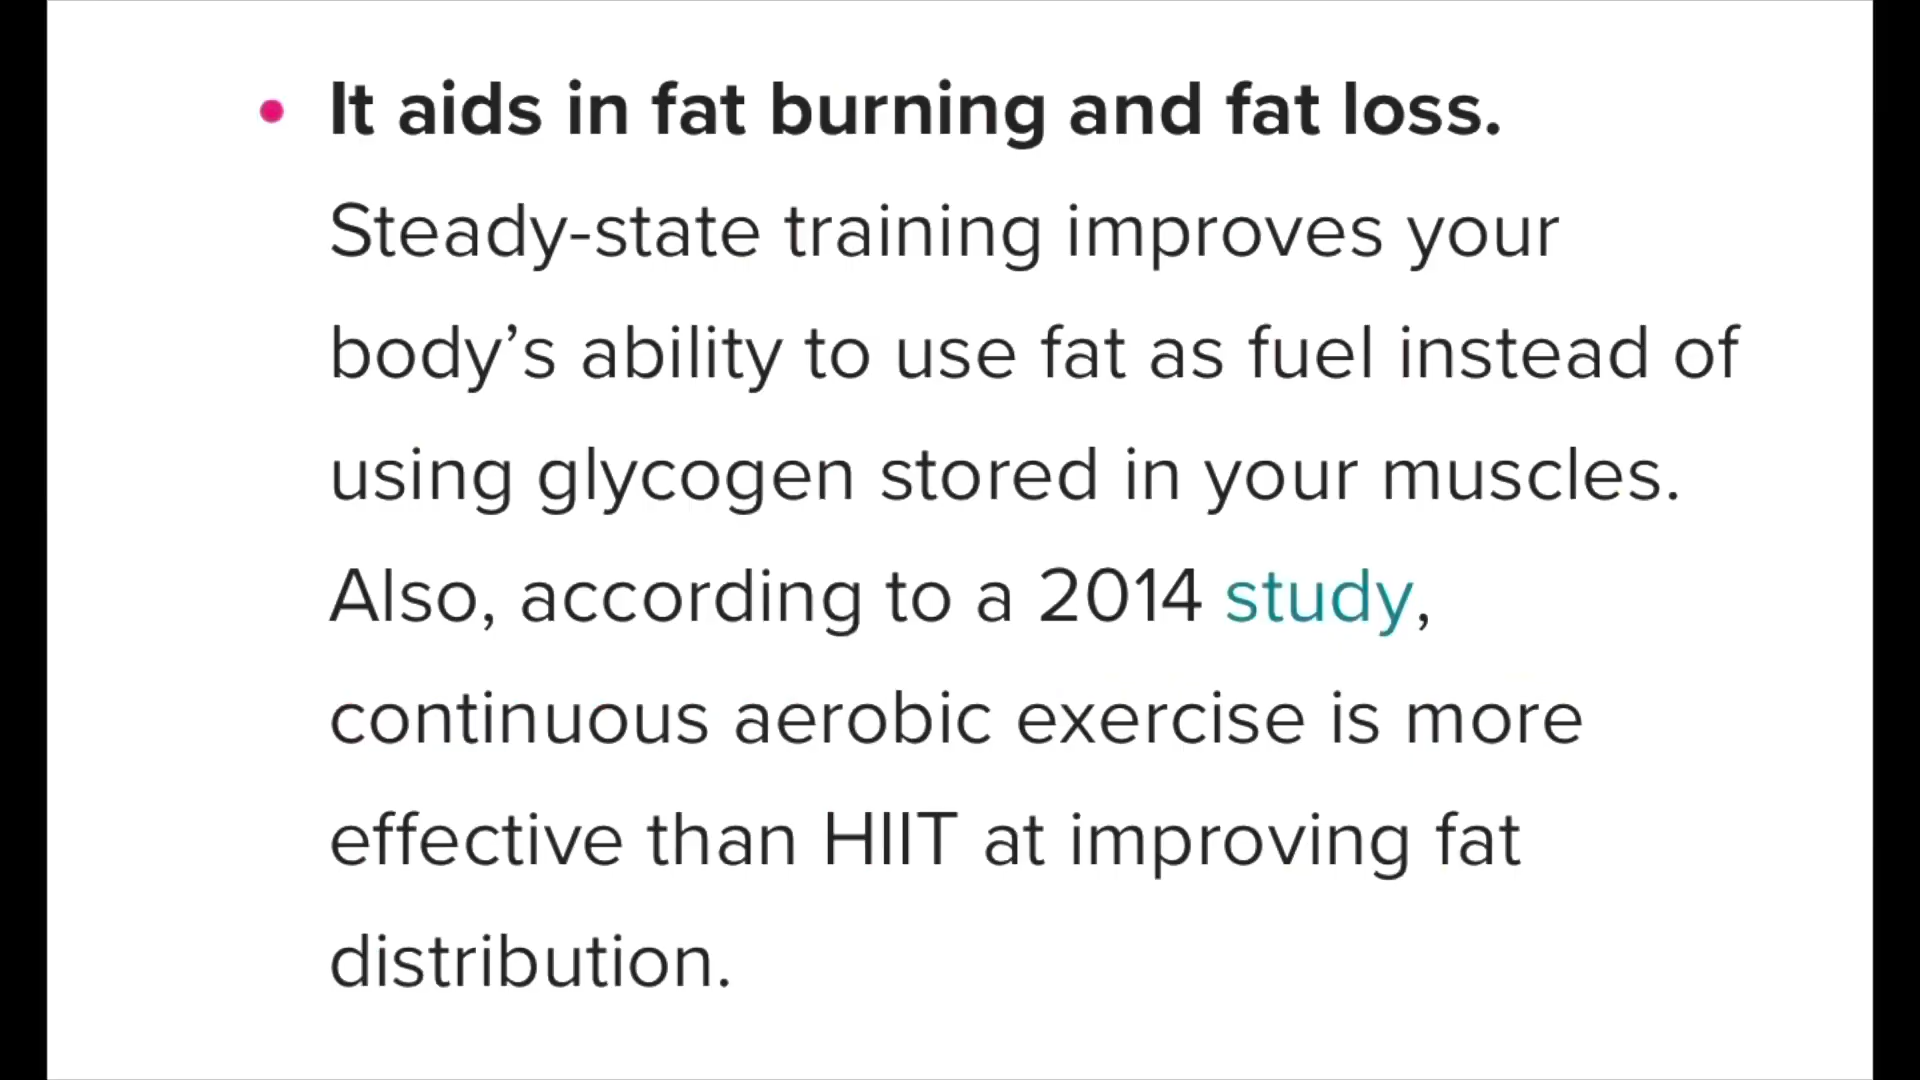 • It aids in fat burning and fat loss.
Steady-state training improves your
body’s ability to use fat as fuel instead of
using glycogen stored in your muscles.
Also, according to a 2014 study,
continuous aerobic exercise is more
effective than HIIT at improving fat
distribution.